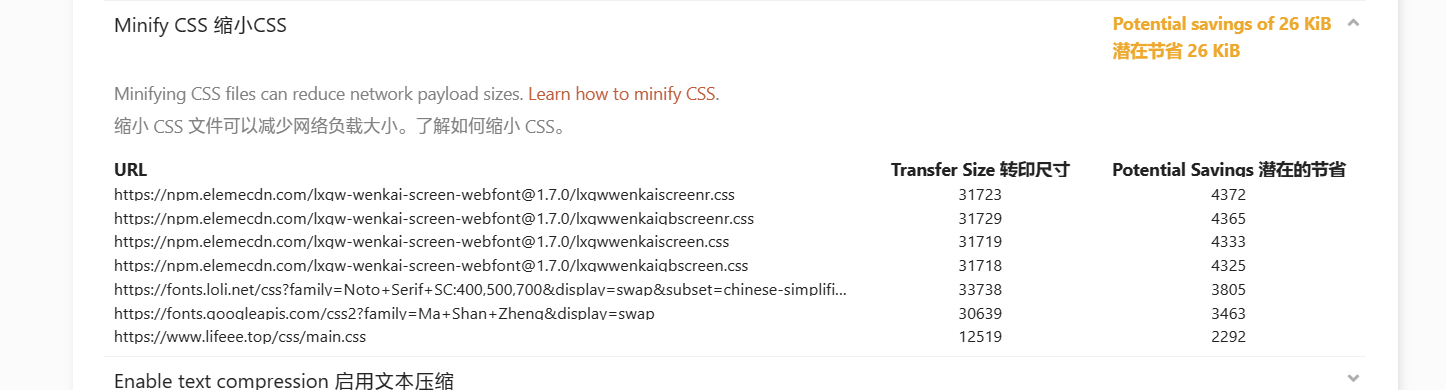 Minify CSS 缩小CSS
Potential savings of 26 KiB
潜在节省 26 KiB
Minifying CSS files can reduce network payload sizes. Learn how to minify CSS.
缩小 CSS 文件可以减少网络负载大小。了解如何缩小 CSS。
URL Transfer Size 转印尺寸 Potential Savings 潜在的节省
https://npm.elemecdn.com/lxgw-wenkai-screen-webfont@1.7.0/lxgwwenkaiscreenr.css 31723 4372
https://npm.elemecdn.com/lxgw-wenkai-screen-webfont@1.7.0/lxgwwenkaigbscreenr.css 31729 4365
https://npm.elemecdn.com/lxgw-wenkai-screen-webfont@1.7.0/lxgwwenkaiscreen.css 31719 4333
https://npm.elemecdn.com/lxgw-wenkai-screen-webfont@1.7.0/lxgwwenkaigbscreen.css 31718 4325
https://fonts.loli.net/css?family=Noto+Serif+SC:400,500,700&display=swap&subset=chinese-simplifi... 33738 3805
https://fonts.googleapis.com/css2?family=Ma+Shan+Zheng&display=swap 30639 3463
https://www.lifeee.top/css/main.css 12519 2292
Enable text compression 启用文本压缩